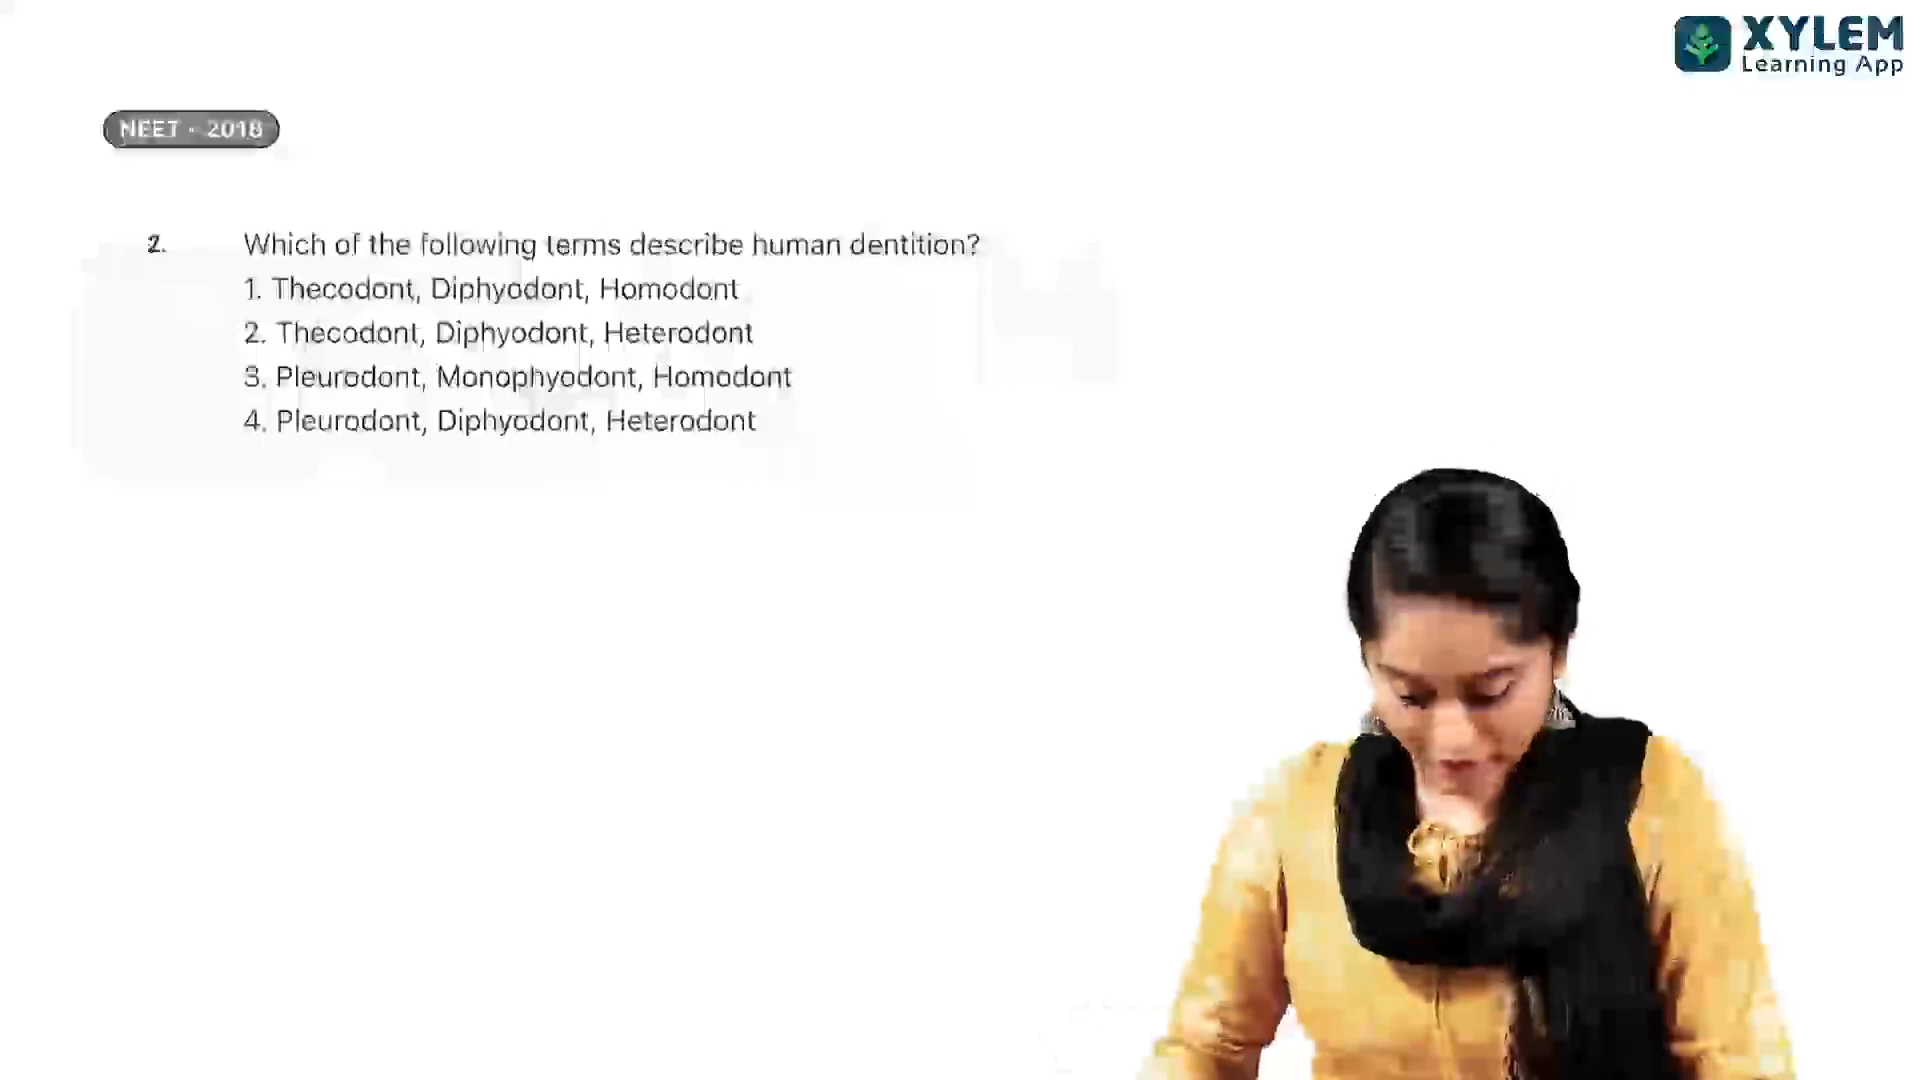 XYLEM
Learning App
NEET - 2018
2. Which of the following terms describe human dentition?
1. Thecodont, Diphyodont, Homodont
2. Thecodont, Diphyodont, Heterodont
3. Pleurodont, Monophyodont, Homodont
4. Pleurodont, Diphyodont, Heterodont